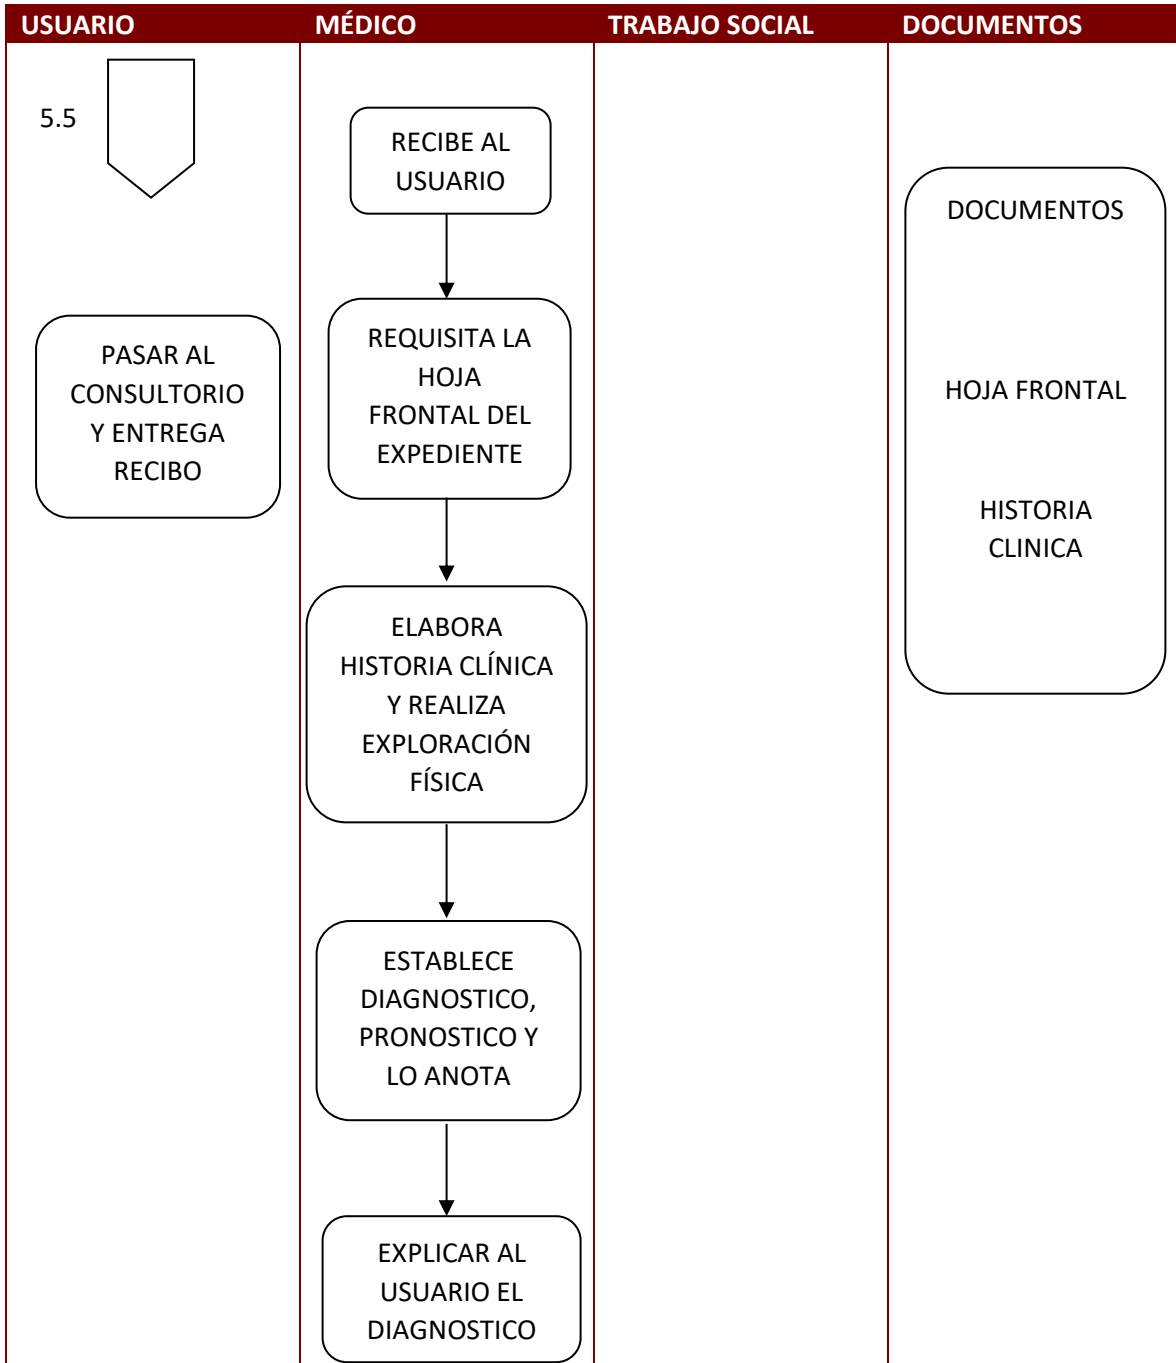 USUARIO
MÉDICO
TRABAJO SOCIAL
DOCUMENTOS
5.5
PASAR AL
CONSULTORIO
Y ENTREGA
RECIBO
RECIBE AL
USUARIO
REQUISITA LA
HOJA
FRONTAL DEL
EXPEDIENTE
ELABORA
HISTORIA CLÍNICA
Y REALIZA
EXPLORACIÓN
FÍSICA
ESTABLECE
DIAGNOSTICO,
PRONOSTICO Y
LO ANOTA
EXPLICAR AL
USUARIO EL
DIAGNOSTICO
DOCUMENTOS
HOJA FRONTAL
HISTORIA
CLINICA